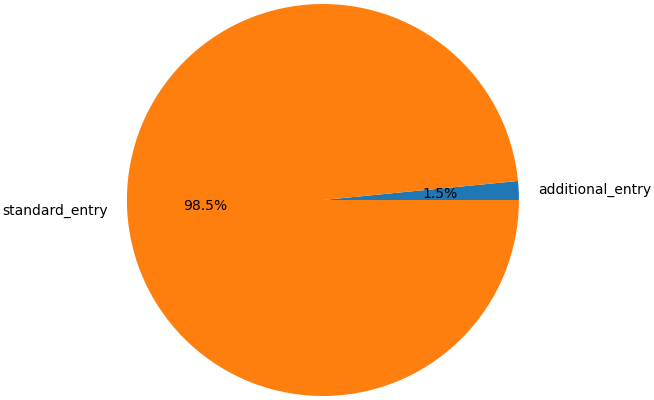 1.5%
additional_entry
98.5%
standard_entry